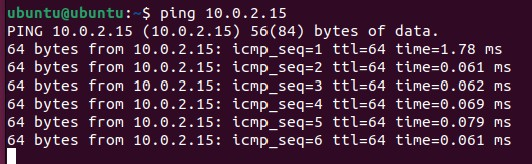 ubuntu@ubuntu:~$ ping 10.0.2.15
PING 10.0.2.15 (10.0.2.15) 56(84) bytes of data.
64 bytes from 10.0.2.15: icmp_seq=1 ttl=64 time=1.78 ms
64 bytes from 10.0.2.15: icmp_seq=2 ttl=64 time=0.061 ms
64 bytes from 10.0.2.15: icmp_seq=3 ttl=64 time=0.062 ms
64 bytes from 10.0.2.15: icmp_seq=4 ttl=64 time=0.069 ms
64 bytes from 10.0.2.15: icmp_seq=5 ttl=64 time=0.079 ms
64 bytes from 10.0.2.15: icmp_seq=6 ttl=64 time=0.061 ms